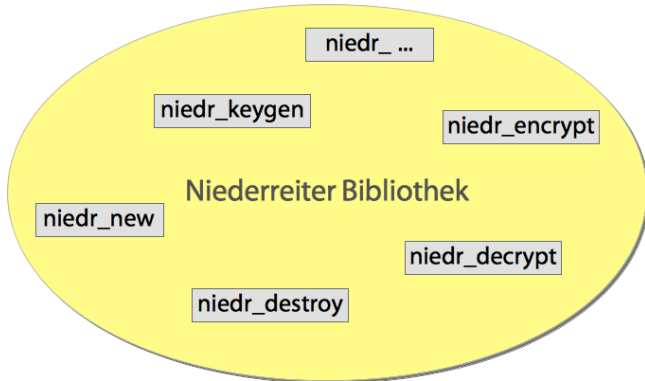 niedr_ ...
niedr_keygen
niedr_encrypt
Niederreiter Bibliothek
niedr_new
niedr_decrypt
niedr_destroy